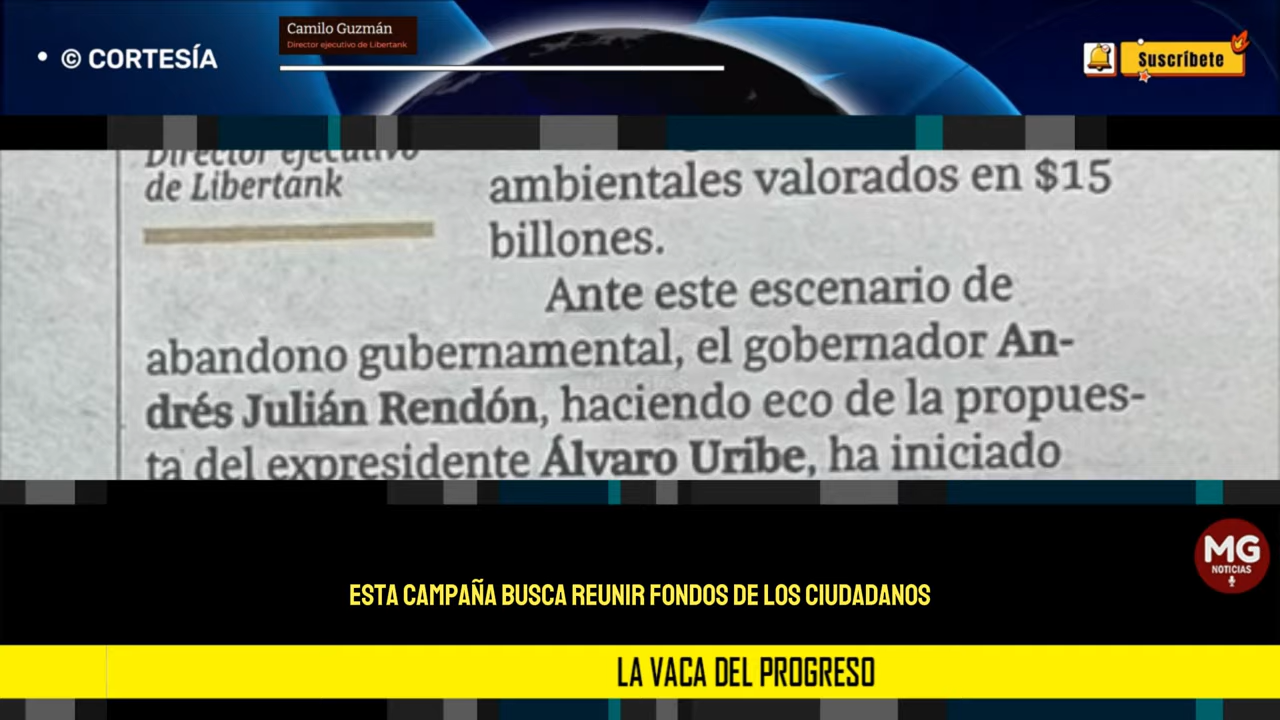 • © CORTESÍA
Camilo Guzmán
Director ejecutivo de Libertank
Suscríbete
Director ejecutivo
de Libertank
ambientales valorados en $15
billones.
Ante este escenario de
abandono gubernamental, el gobernador An-
drés Julián Rendón, haciendo eco de la propues-
ta del expresidente Álvaro Uribe, ha iniciado
MG
NOTICIAS
ESTA CAMPAÑA BUSCA REUNIR FONDOS DE LOS CIUDADANOS
LA VACA DEL PROGRESO